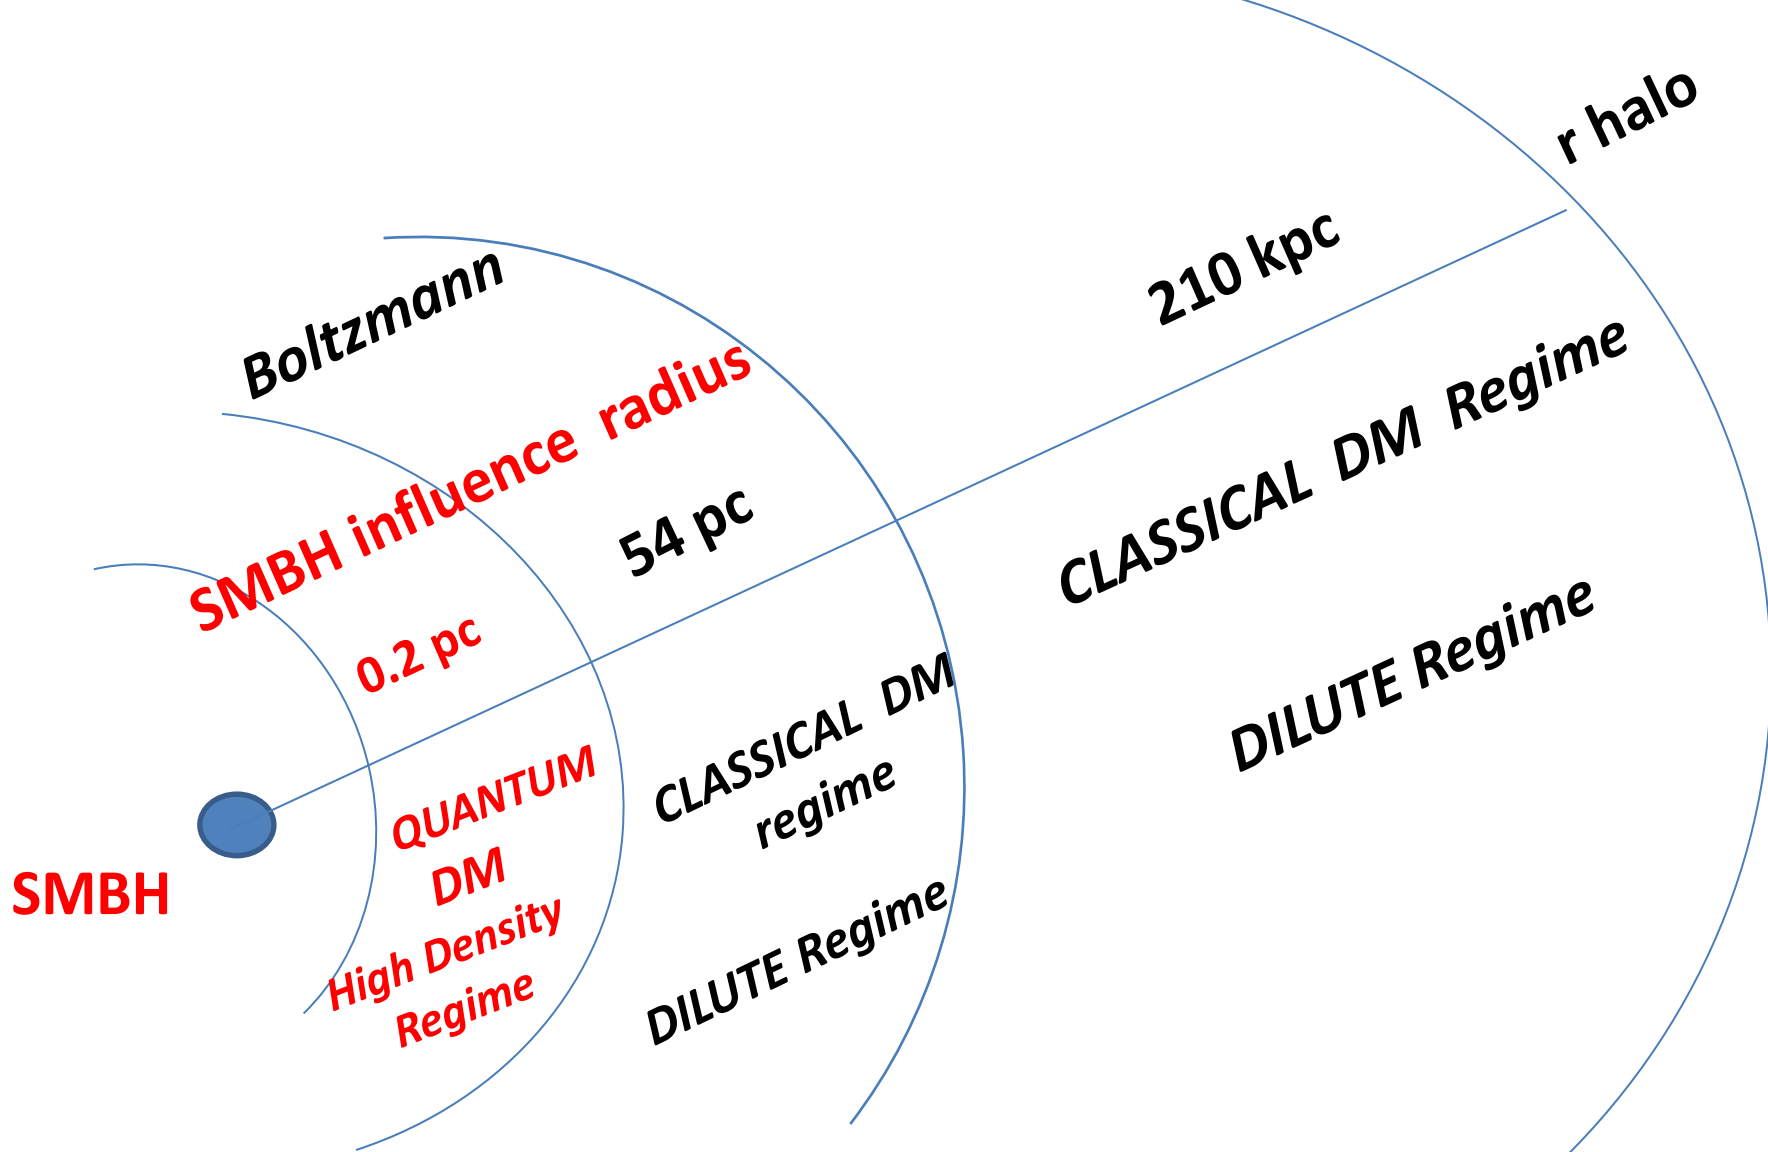 r halo
210 kpc
Boltzmann
SMBH influence radius
54 pc
0.2 pc
CLASSICAL DM Regime
DILUTE Regime
CLASSICAL DM
regime
DILUTE Regime
QUANTUM
DM
High Density
Regime
SMBH